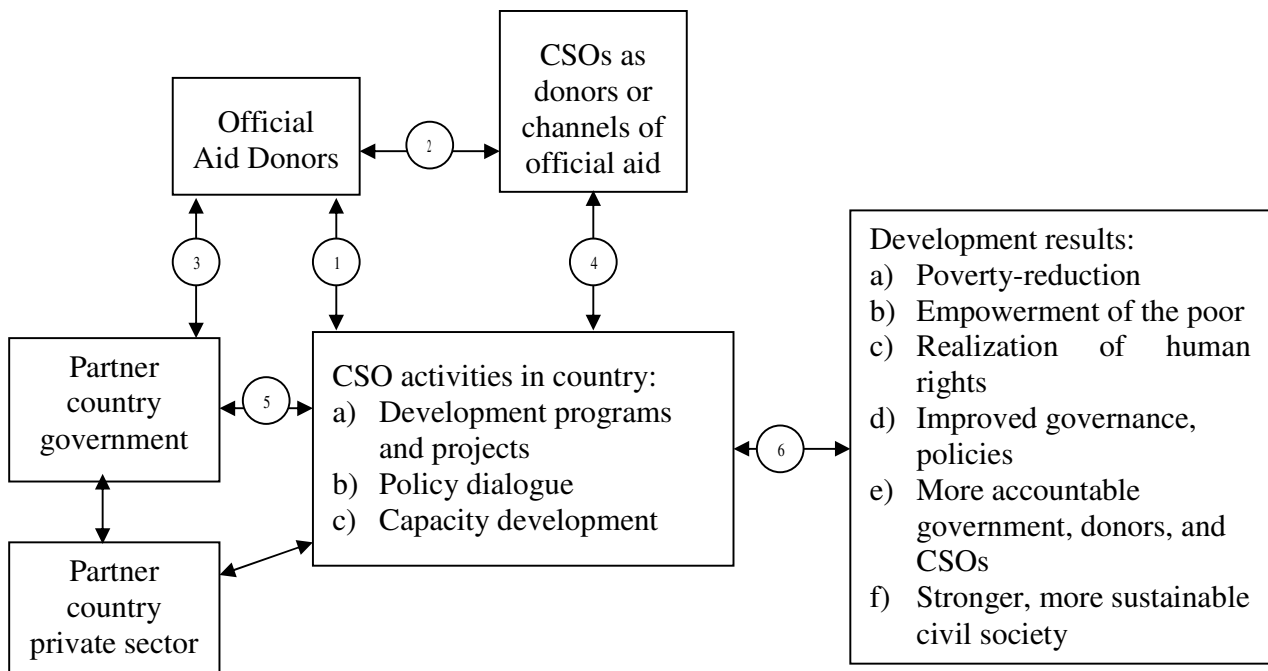 Official
Aid Donors
2
CSOs as
donors or
channels of
official aid
3
1
4
Partner
country
government
5
CSO activities in country:
a) Development programs
and projects
b) Policy dialogue
c) Capacity development
6
Development results:
a) Poverty-reduction
b) Empowerment of the poor
c) Realization of human
rights
d) Improved governance,
policies
e) More accountable
government, donors, and
CSOs
f) Stronger, more sustainable
civil society
Partner
country
private sector